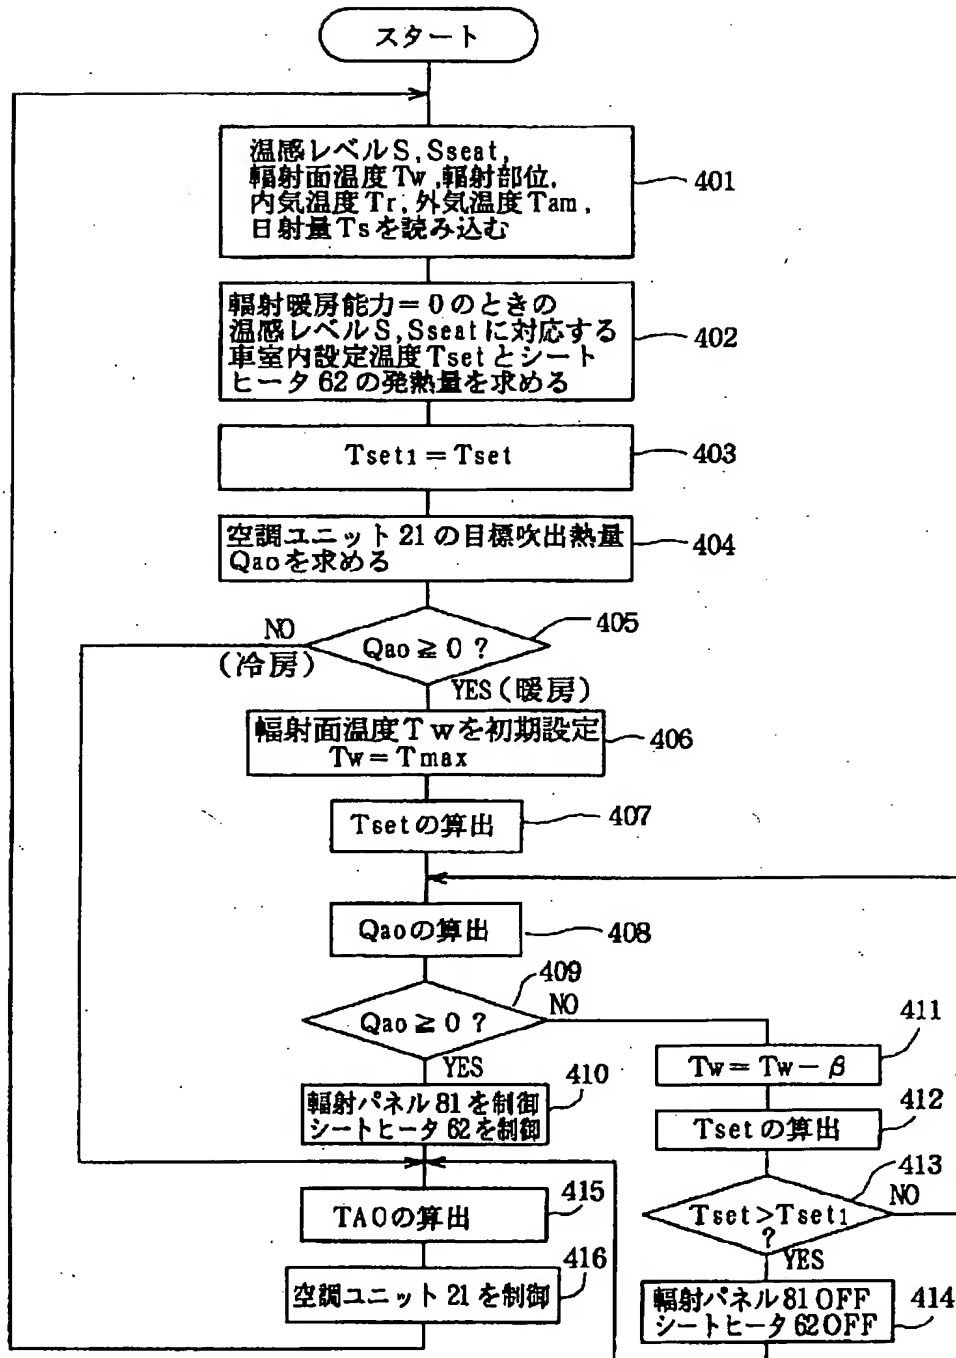 スタート
温感レベルS, Sseat,
輻射面温度Tw, 輻射部位,
内気温度Tr, 外気温度Tam,
日射量Tsを読み込む
401
輻射暖房能力=0のときの
温感レベルS, Sseatに対応する
車室内設定温度Tsetとシート
ヒータ62の発熱量を求める
402
Tset1=Tset
403
空調ユニット21の目標吹出熱量
Qaoを求める
404
Qao≧0?
405
NO
(冷房)
YES(暖房)
輻射面温度Twを初期設定
Tw=Tmax
406
Tsetの算出
407
Qaoの算出
408
Qao≧0?
409
NO
YES
輻射パネル81を制御
シートヒータ62を制御
410
Tw=Tw-β
411
Tsetの算出
412
Tset>Tset1
?
413
NO
YES
輻射パネル81OFF
シートヒータ62OFF
414
TAOの算出
415
空調ユニット21を制御
416